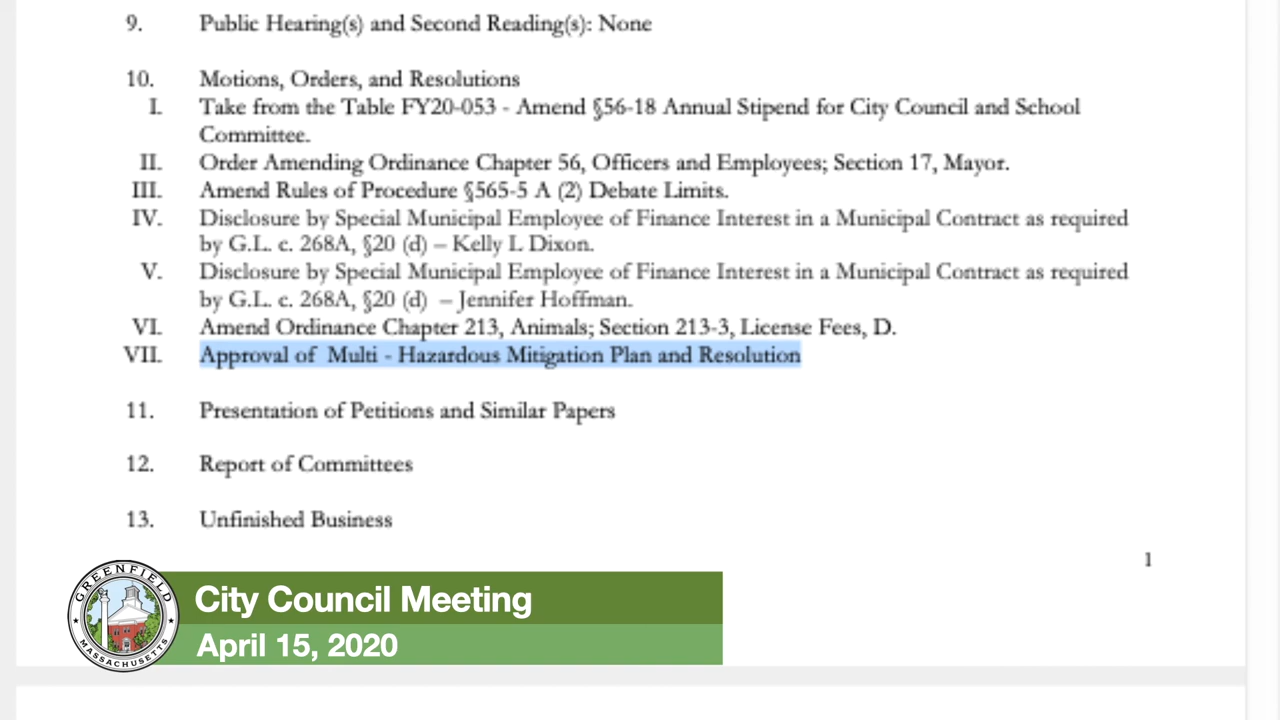 9. Public Hearing(s) and Second Reading(s): None
10. Motions, Orders, and Resolutions
I. Take from the Table FY20-053 - Amend §56-18 Annual Stipend for City Council and School
Committee.
II. Order Amending Ordinance Chapter 56, Officers and Employees; Section 17, Mayor.
III. Amend Rules of Procedure §565-5 A (2) Debate Limits.
IV. Disclosure by Special Municipal Employee of Finance Interest in a Municipal Contract as required
by G.L. c. 268A, §20 (d) – Kelly L Dixon.
V. Disclosure by Special Municipal Employee of Finance Interest in a Municipal Contract as required
by G.L. c. 268A, §20 (d) – Jennifer Hoffman.
VI. Amend Ordinance Chapter 213, Animals; Section 213-3, License Fees, D.
VII. Approval of Multi - Hazardous Mitigation Plan and Resolution
11. Presentation of Petitions and Similar Papers
12. Report of Committees
13. Unfinished Business
1
GREENFIELD
MASSACHUSETTS
City Council Meeting
April 15, 2020